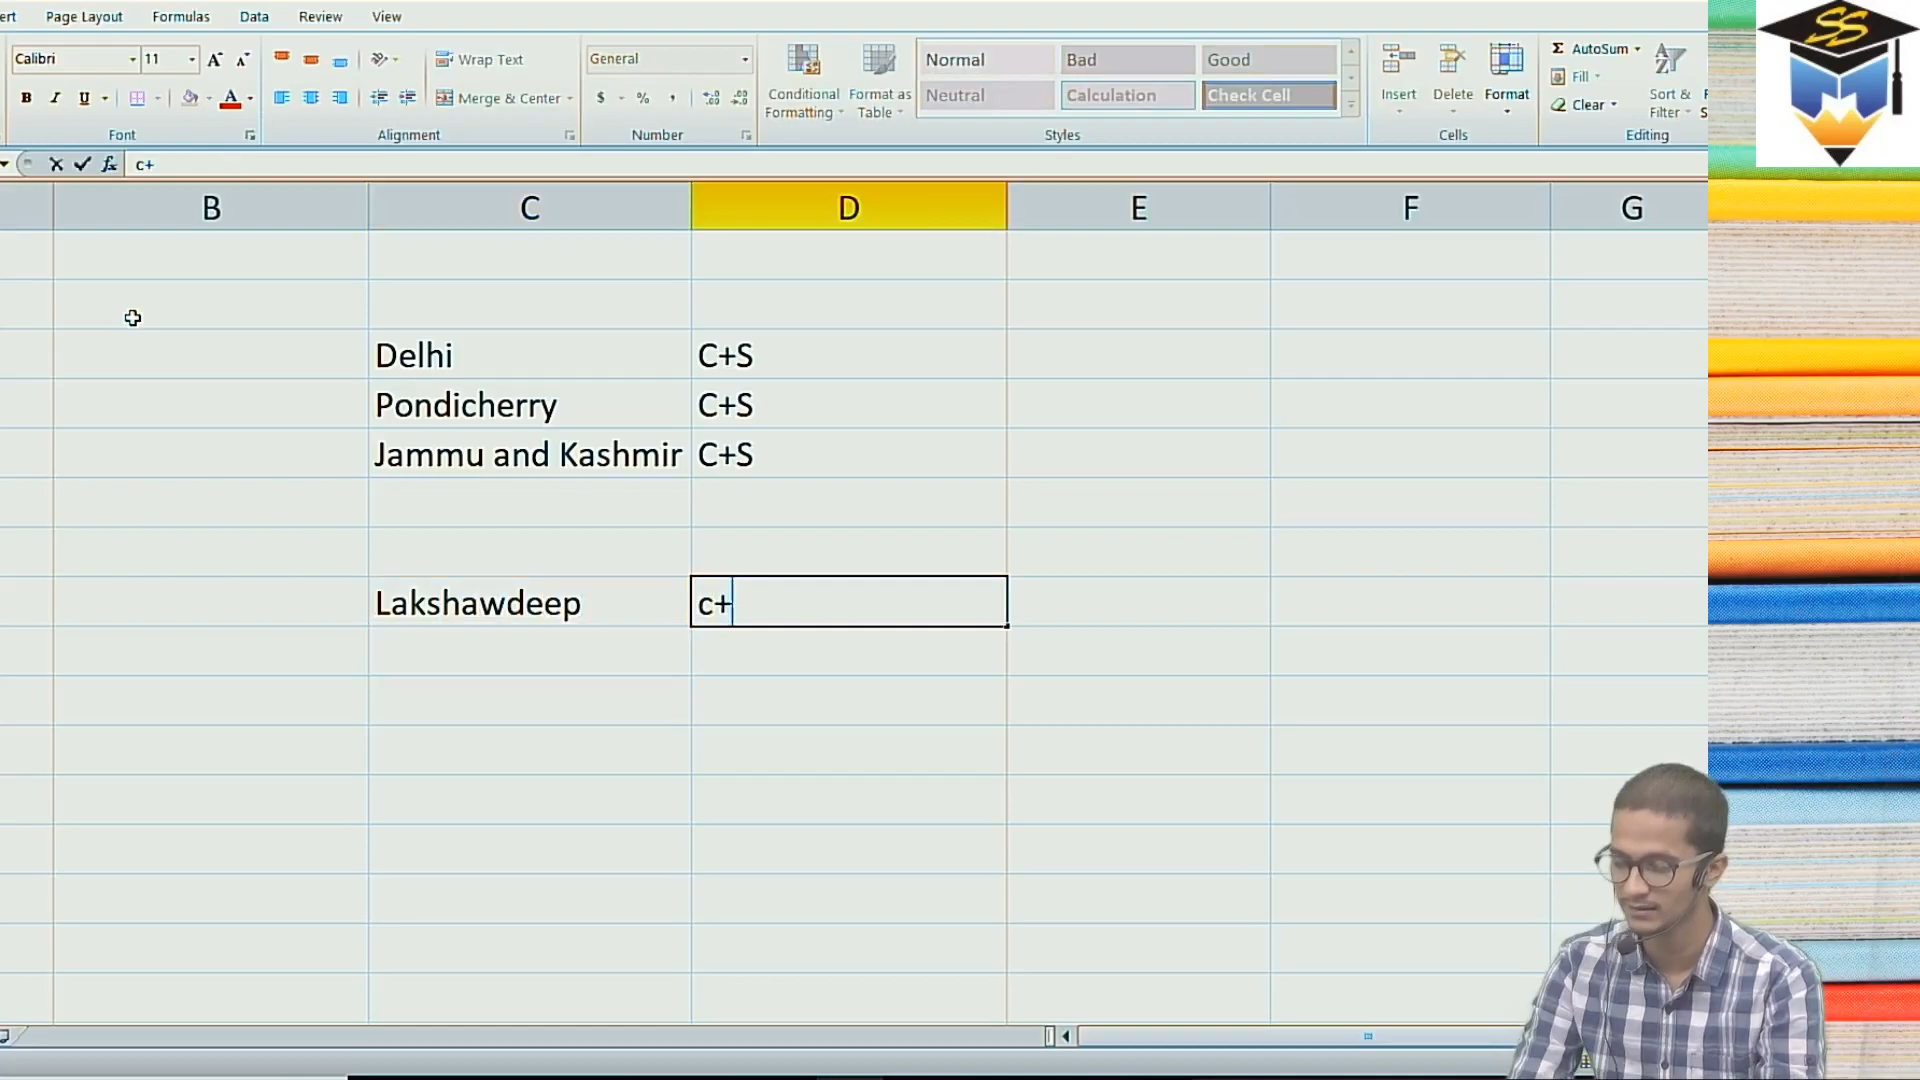 ert Page Layout Formulas Data Review View
Calibri 11 A A Wrap Text General Normal Bad Good Σ AutoSum
B I U A Merge & Center $ % , Conditional Formatting Format as Table Neutral Calculation Check Cell Insert Delete Format Fill Clear Sort & Filter
Font Alignment Number Styles Cells Editing
fx c+
B C D E F G
Delhi C+S
Pondicherry C+S
Jammu and Kashmir C+S
Lakshawdeep c+
SS